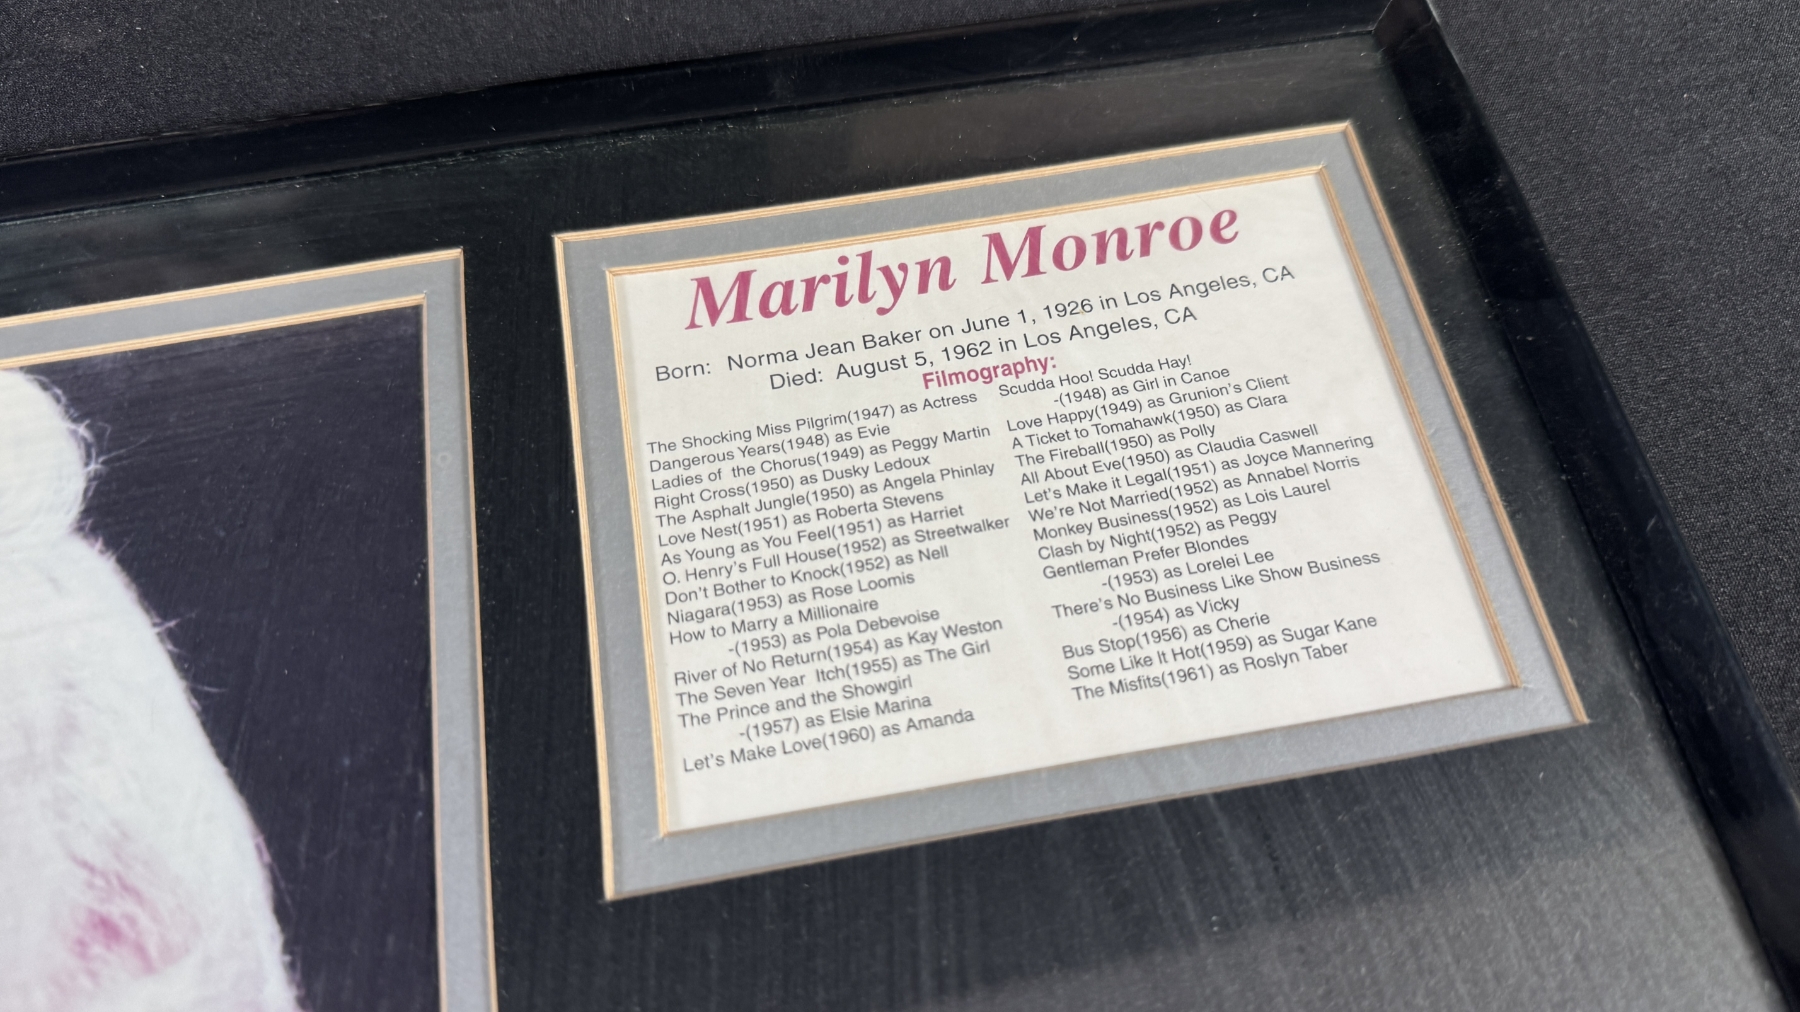 Marilyn Monroe
Born: Norma Jean Baker on June 1, 1926 in Los Angeles, CA
Died: August 5, 1962 in Los Angeles, CA
Filmography:
The Shocking Miss Pilgrim(1947) as Actress
Dangerous Years(1948) as Evie
Ladies of the Chorus(1949) as Peggy Martin
Right Cross(1950) as Dusky Ledoux
The Asphalt Jungle(1950) as Angela Phinlay
Love Nest(1951) as Roberta Stevens
As Young as You Feel(1951) as Harriet
O. Henry's Full House(1952) as Streetwalker
Don't Bother to Knock(1952) as Nell
Niagara(1953) as Rose Loomis
How to Marry a Millionaire
-(1953) as Pola Debevoise
River of No Return(1954) as Kay Weston
The Seven Year Itch(1955) as The Girl
The Prince and the Showgirl
-(1957) as Elsie Marina
Let's Make Love(1960) as Amanda
Scudda Hoo! Scudda Hay!
-(1948) as Girl in Canoe
Love Happy(1949) as Grunion's Client
A Ticket to Tomahawk(1950) as Clara
The Fireball(1950) as Polly
All About Eve(1950) as Claudia Caswell
Let's Make it Legal(1951) as Joyce Mannering
We're Not Married(1952) as Annabel Norris
Monkey Business(1952) as Lois Laurel
Clash by Night(1952) as Peggy
Gentleman Prefer Blondes
-(1953) as Lorelei Lee
There's No Business Like Show Business
-(1954) as Vicky
Bus Stop(1956) as Cherie
Some Like It Hot(1959) as Sugar Kane
The Misfits(1961) as Roslyn Taber